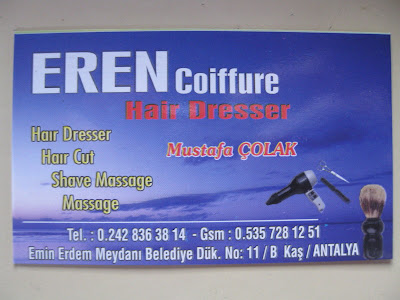 EREN Coiffure
Hair Dresser
Hair Dresser
Mustafa ÇOLAK
Hair Cut
Shave Massage
Massage
Tel. : 0.242 836 38 14 - Gsm : 0.535 728 12 51
Emin Erdem Meydanı Belediye Dük. No: 11 / B Kaş / ANTALYA